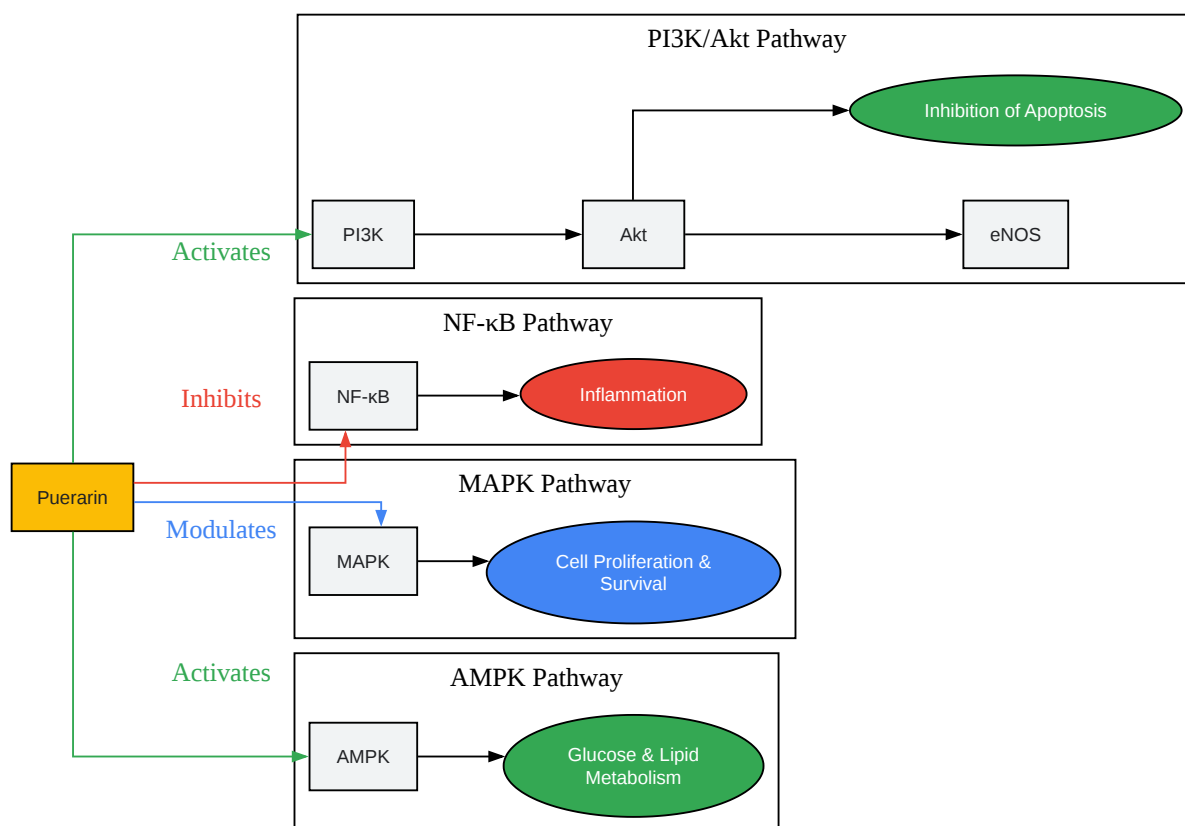 PI3K/Akt Pathway
Inhibition of Apoptosis
PI3K
Akt
eNOS
Activates
NF-κB Pathway
NF-κB
Inflammation
Inhibits
Puerarin
MAPK Pathway
Modulates
MAPK
Cell Proliferation &
Survival
Activates
AMPK Pathway
AMPK
Glucose & Lipid
Metabolism